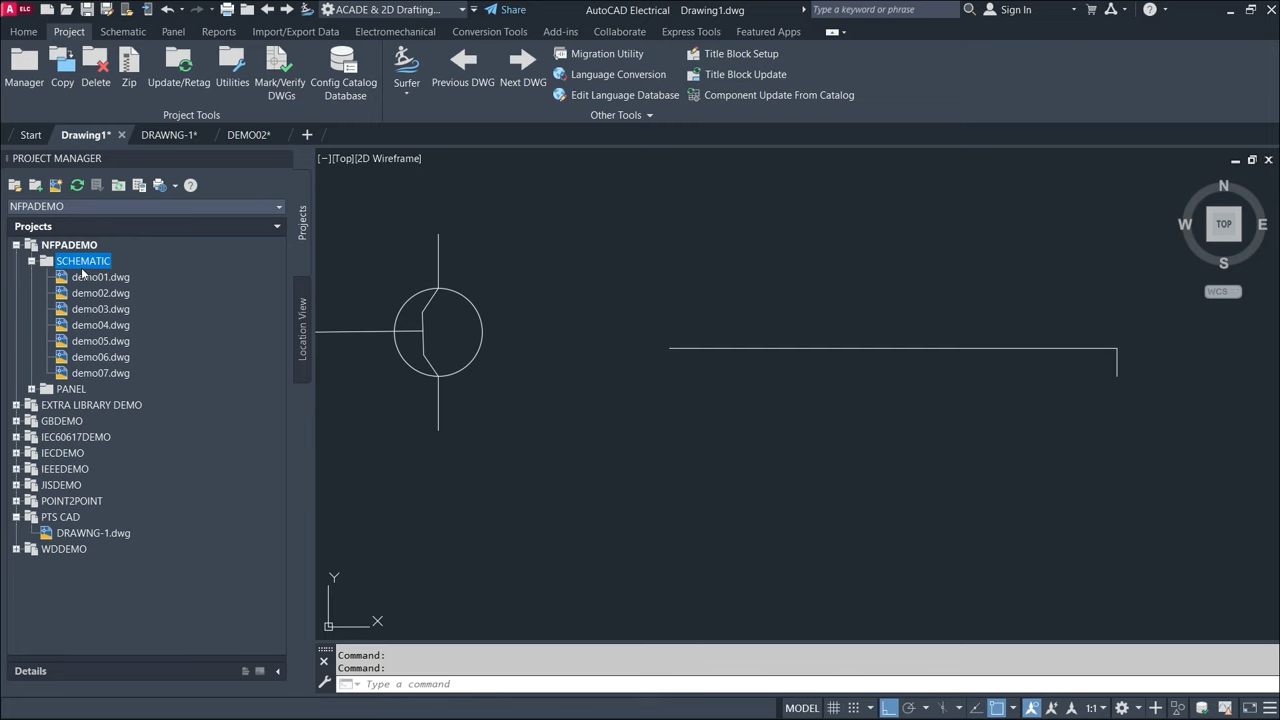 A ELC
ACADE & 2D Drafting...
Share
AutoCAD Electrical Drawing1.dwg
Type a keyword or phrase
Sign In
Home Project Schematic Panel Reports Import/Export Data Electromechanical Conversion Tools Add-ins Collaborate Express Tools Featured Apps
Manager Copy Delete Zip Update/Retag Utilities Mark/Verify DWGs Config Catalog Database
Project Tools
Surfer Previous DWG Next DWG
Migration Utility
Language Conversion
Edit Language Database
Title Block Setup
Title Block Update
Component Update From Catalog
Other Tools
Start Drawing1* DRAWNG-1* DEMO02*
PROJECT MANAGER
NFPADEMO
Projects
NFPADEMO
SCHEMATIC
demo01.dwg
demo02.dwg
demo03.dwg
demo04.dwg
demo05.dwg
demo06.dwg
demo07.dwg
PANEL
EXTRA LIBRARY DEMO
GBDEMO
IEC60617DEMO
IECDEMO
IEEEDEMO
JISDEMO
POINT2POINT
PTS CAD
DRAWNG-1.dwg
WDDEMO
Details
Projects
Location View
[−][Top][2D Wireframe]
N
W TOP E
S
WCS
Y
X
Command:
Command:
Type a command
MODEL
1:1